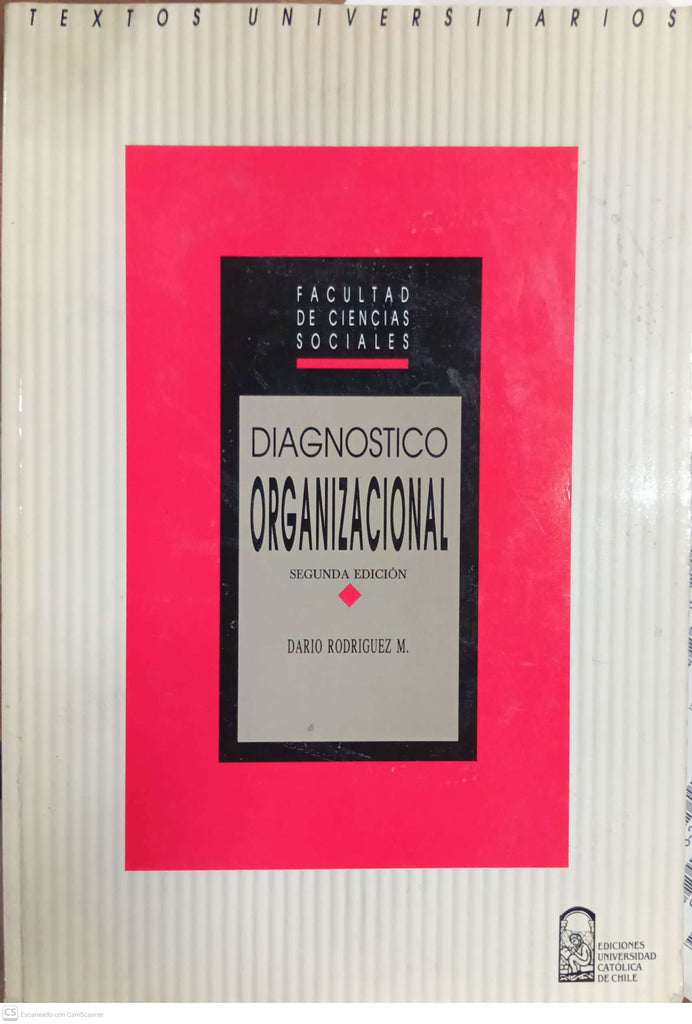 TEXTOS UNIVERSITARIOS
FACULTAD
DE CIENCIAS
SOCIALES
DIAGNOSTICO
ORGANIZACIONAL
SEGUNDA EDICIÓN
DARIO RODRIGUEZ M.
EDICIONES
UNIVERSIDAD
CATÓLICA
DE CHILE
CS Escaneado con CamScanner